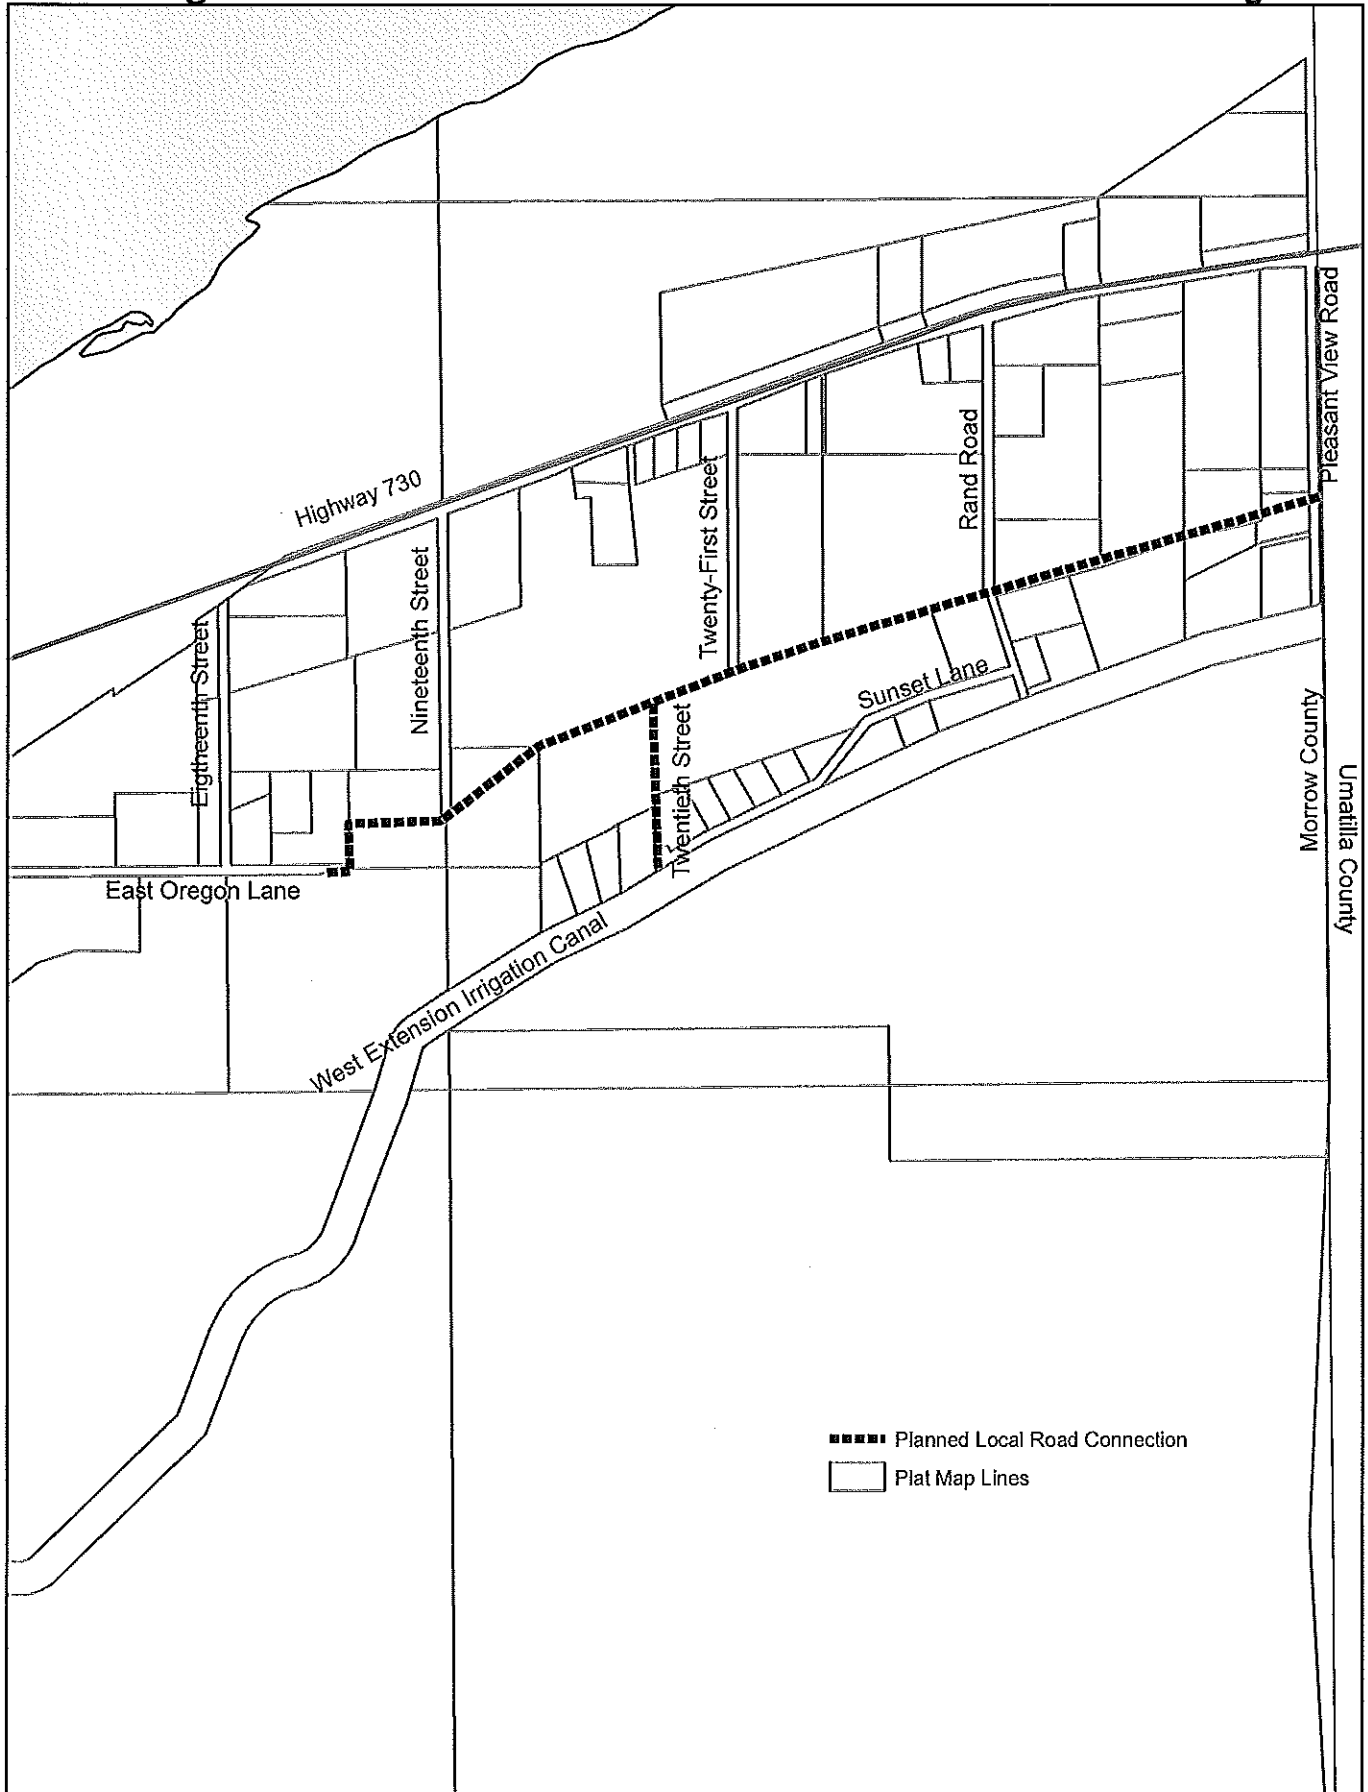 Pleasant View Road
Rand Road
Highway 730
Twenty-First Street
Nineteenth Street
Eigtheenth Street
Sunset Lane
Twentieth Street
Morrow County
Umatilla County
East Oregon Lane
West Extension Irrigation Canal
Planned Local Road Connection
Plat Map Lines